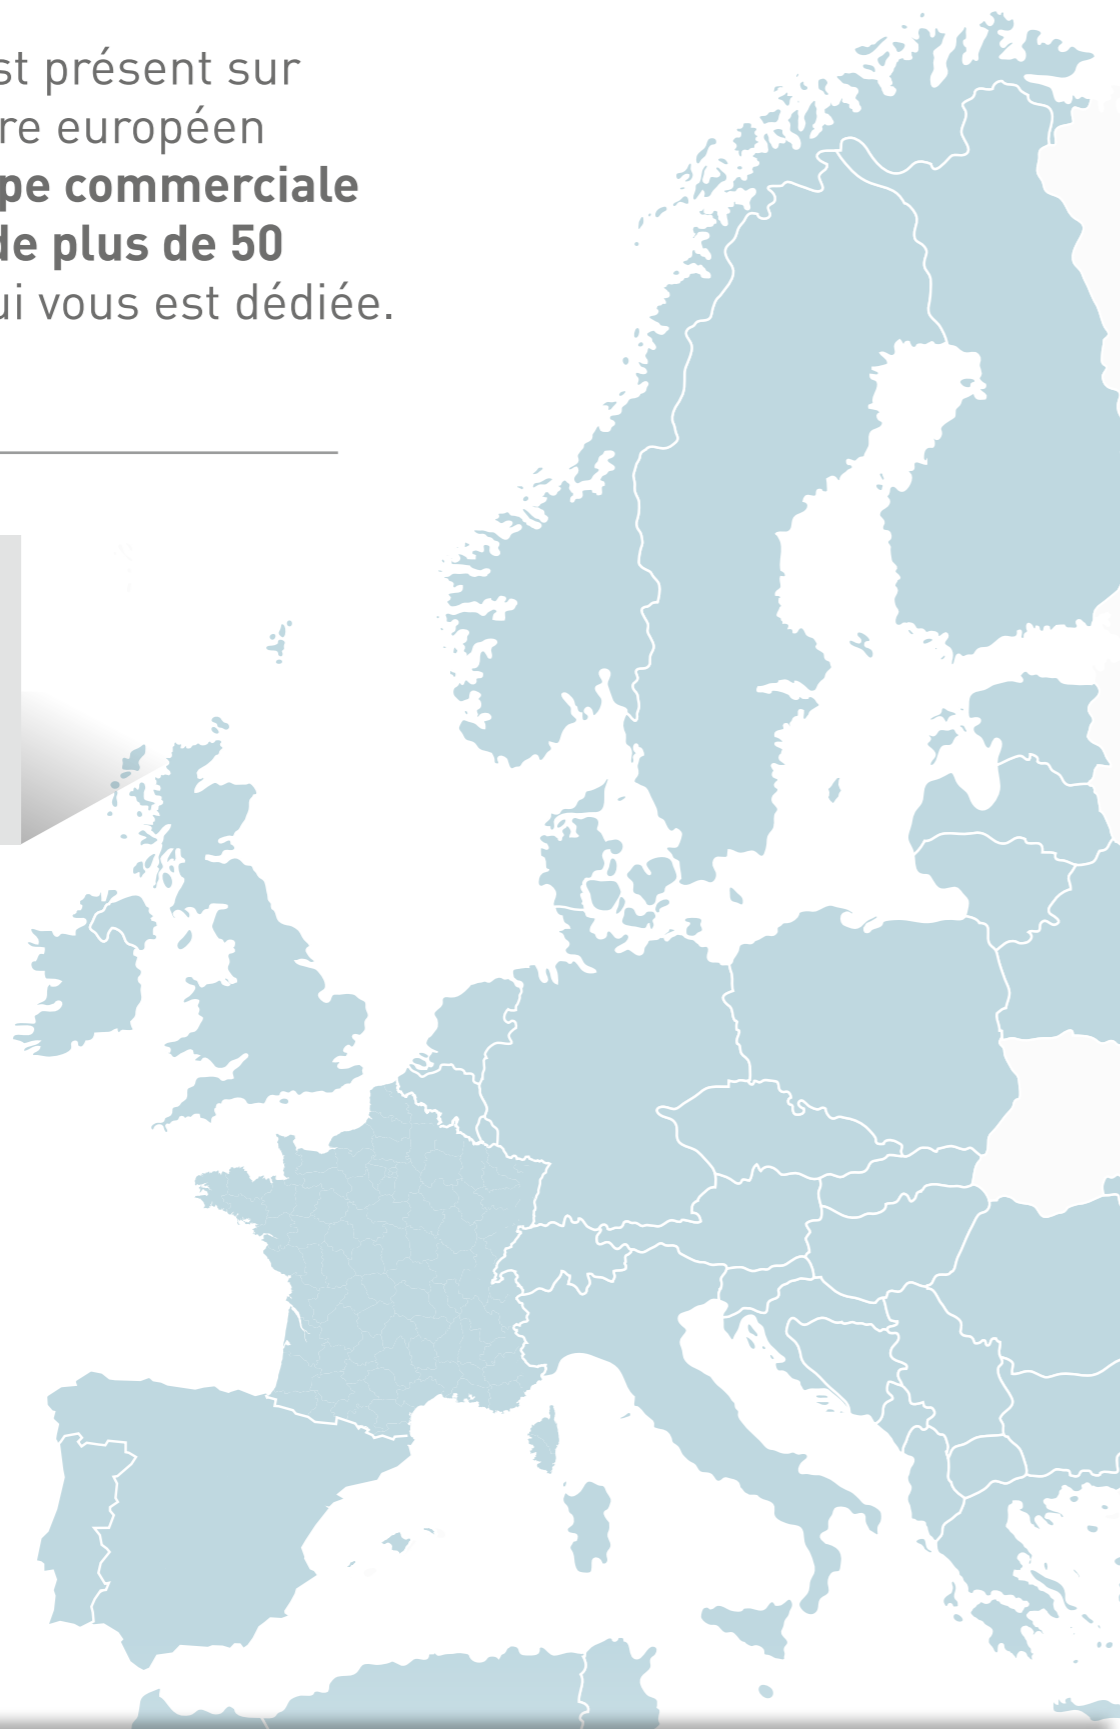 st présent sur
re européen
pe commerciale
de plus de 50
ui vous est dédiée.